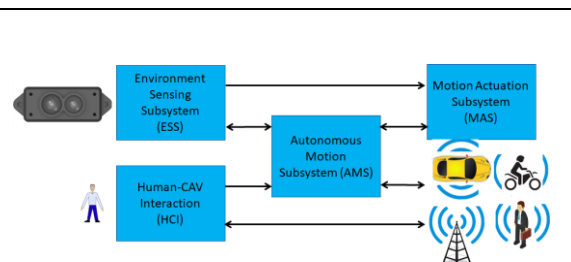 Environment
Sensing
Subsystem
(ESS)
Motion Actuation
Subsystem
(MAS)
Autonomous
Motion
Subsystem (AMS)
Human-CAV
Interaction
(HCI)